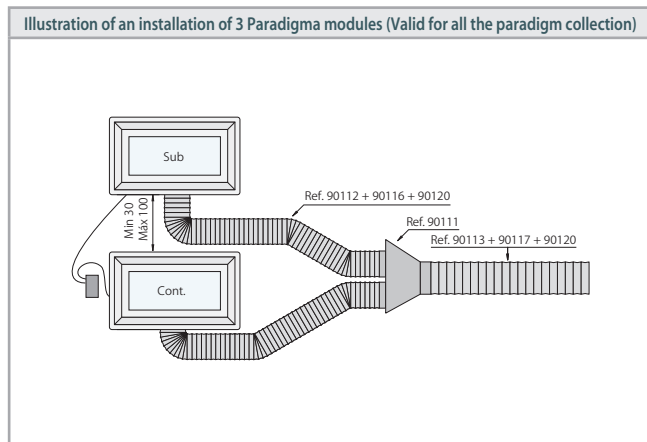 Illustration of an installation of 3 Paradigma modules (Valid for all the paradigm collection)
Sub
Min 30
Máx 100
Ref. 90112 + 90116 + 90120
Ref. 90111
Ref. 90113 + 90117 + 90120
Cont.